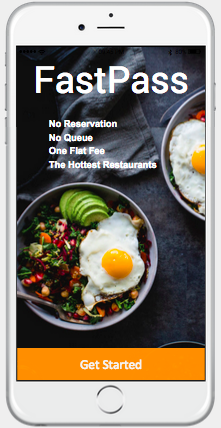 FastPass
No Reservation
No Queue
One Flat Fee
The Hottest Restaurants
Get Started